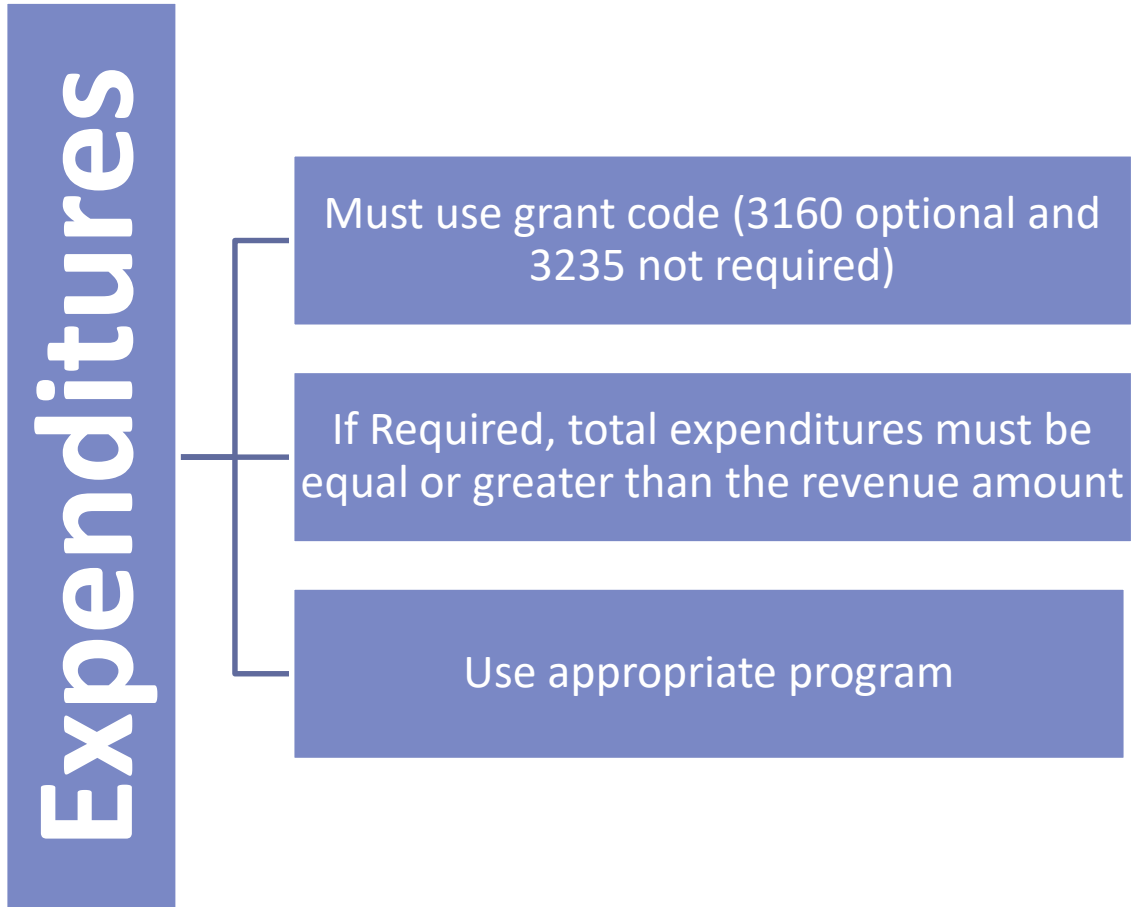 Expenditures
Must use grant code (3160 optional and
3235 not required)
If Required, total expenditures must be
equal or greater than the revenue amount
Use appropriate program